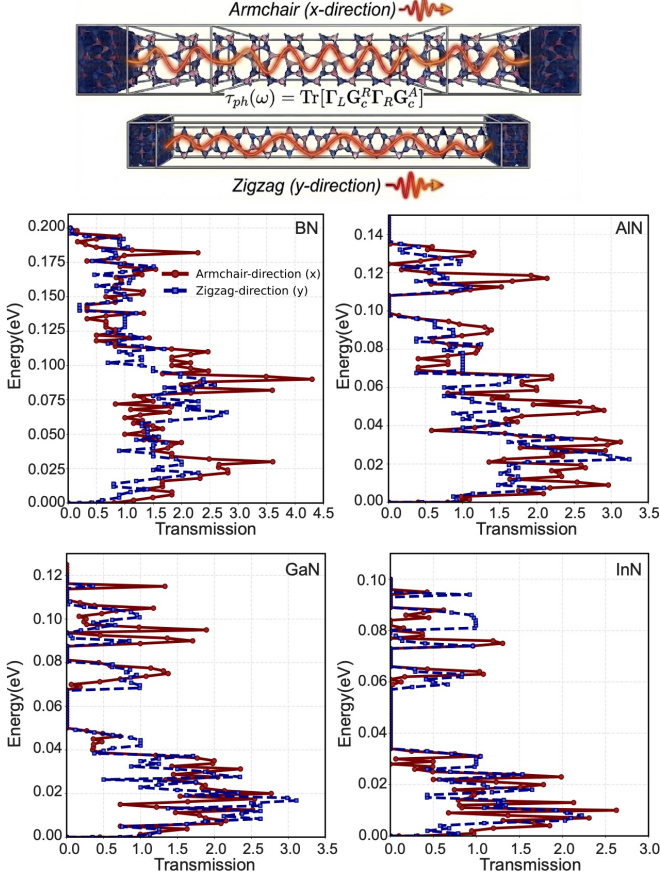 Armchair (x-direction)
τph(ω) = Tr[Γ_L G_c^R Γ_R G_c^A]
Zigzag (y-direction)
BN
0.200
0.175
0.150
0.125
0.100
0.075
0.050
0.025
0.000
Energy(eV)
Armchair-direction (x)
Zigzag-direction (y)
0.0 0.5 1.0 1.5 2.0 2.5 3.0 3.5 4.0 4.5
Transmission
AlN
0.14
0.12
0.10
0.08
0.06
0.04
0.02
0.00
Energy(eV)
0.0 0.5 1.0 1.5 2.0 2.5 3.0 3.5
Transmission
GaN
0.12
0.10
0.08
0.06
0.04
0.02
0.00
Energy(eV)
0.0 0.5 1.0 1.5 2.0 2.5 3.0 3.5
Transmission
InN
0.10
0.08
0.06
0.04
0.02
0.00
Energy(eV)
0.0 0.5 1.0 1.5 2.0 2.5 3.0
Transmission